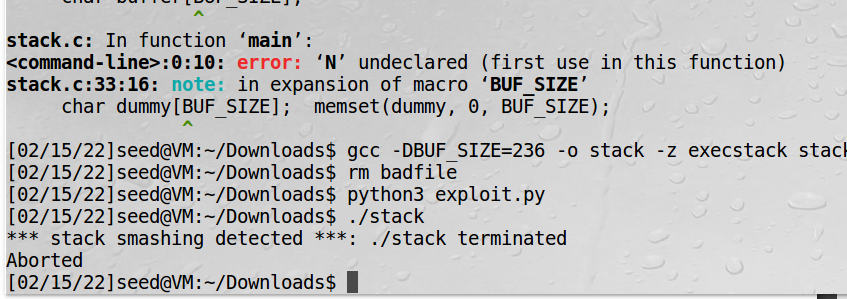 char buffer[BUF_SIZE];
^
stack.c: In function ‘main’:
<command-line>:0:10: error: ‘N’ undeclared (first use in this function)
stack.c:33:16: note: in expansion of macro ‘BUF_SIZE’
char dummy[BUF_SIZE];  memset(dummy, 0, BUF_SIZE);
^
[02/15/22]seed@VM:~/Downloads$ gcc -DBUF_SIZE=236 -o stack -z execstack stack
[02/15/22]seed@VM:~/Downloads$ rm badfile
[02/15/22]seed@VM:~/Downloads$ python3 exploit.py
[02/15/22]seed@VM:~/Downloads$ ./stack
*** stack smashing detected ***: ./stack terminated
Aborted
[02/15/22]seed@VM:~/Downloads$